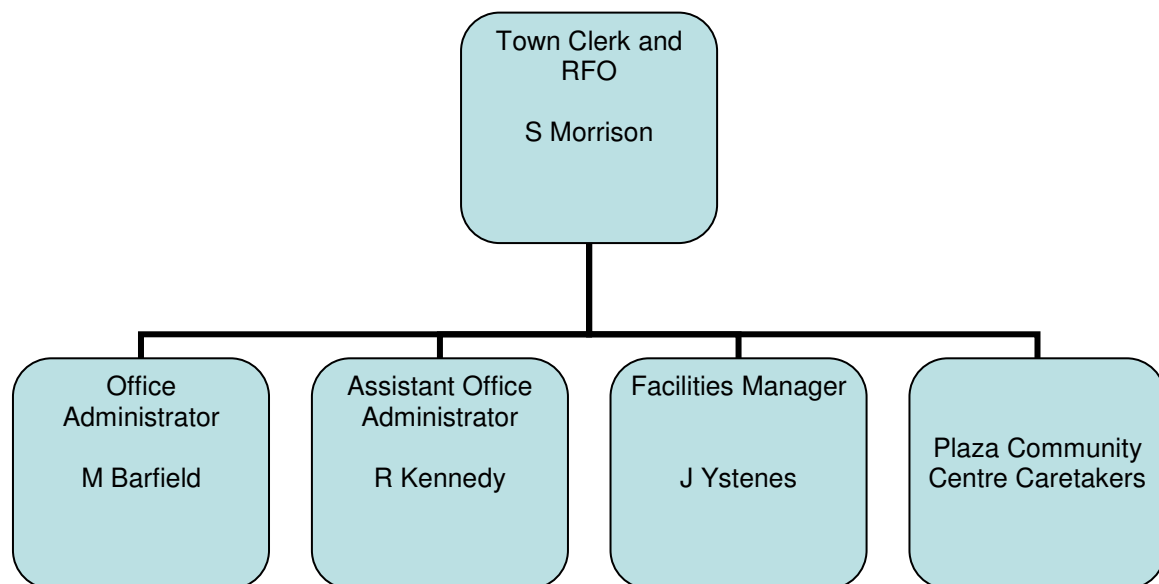 Town Clerk and
RFO
S Morrison
Office
Administrator
M Barfield
Assistant Office
Administrator
R Kennedy
Facilities Manager
J Ystenes
Plaza Community
Centre Caretakers